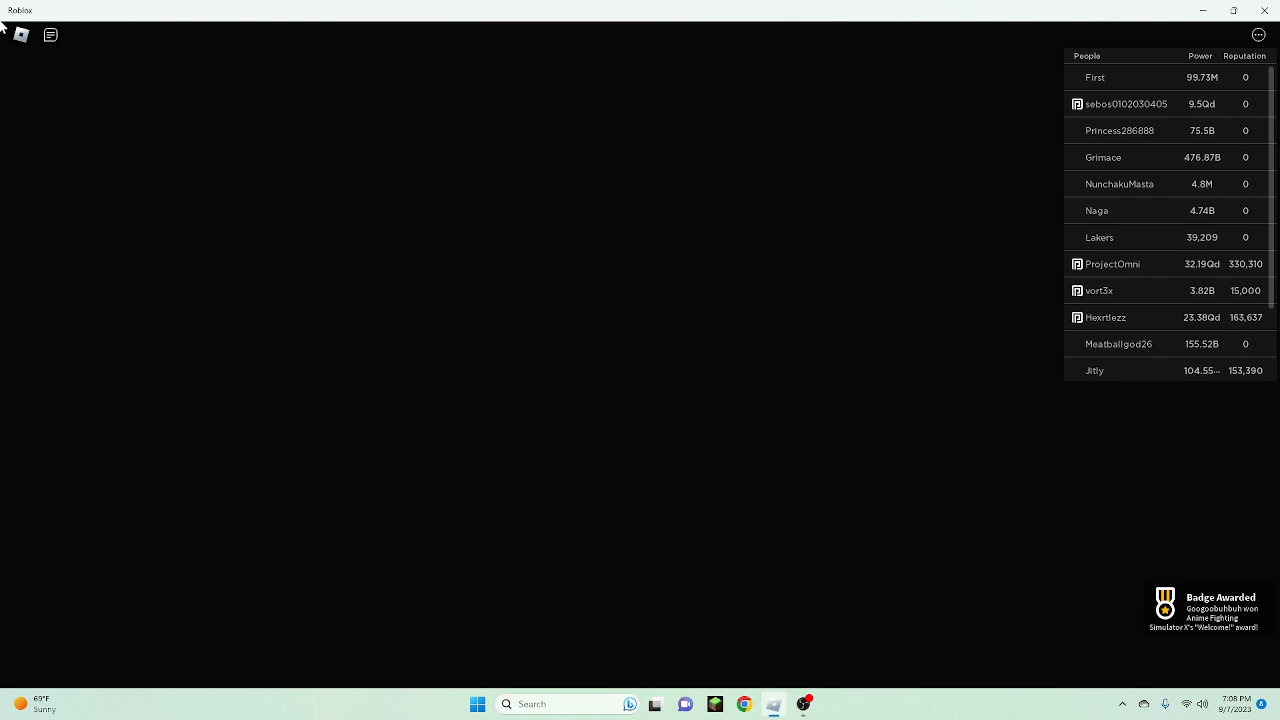 Roblox
People Power Reputation
First 99.73M 0
sebos0102030405 9.5Qd 0
Princess286888 75.5B 0
Grimace 476.87B 0
NunchakuMasta 4.8M 0
Naga 4.74B 0
Lakers 39,209 0
ProjectOmni 32.19Qd 330,310
vort3x 3.82B 15,000
Hexrtlezz 23.38Qd 163,637
Meatballgod26 155.52B 0
Jitly 104.55... 153,390
Badge Awarded
Googoobuhbuh won
Anime Fighting
Simulator X's "Welcome!" award!
69°F
Sunny
Search
7:08 PM
9/7/2023